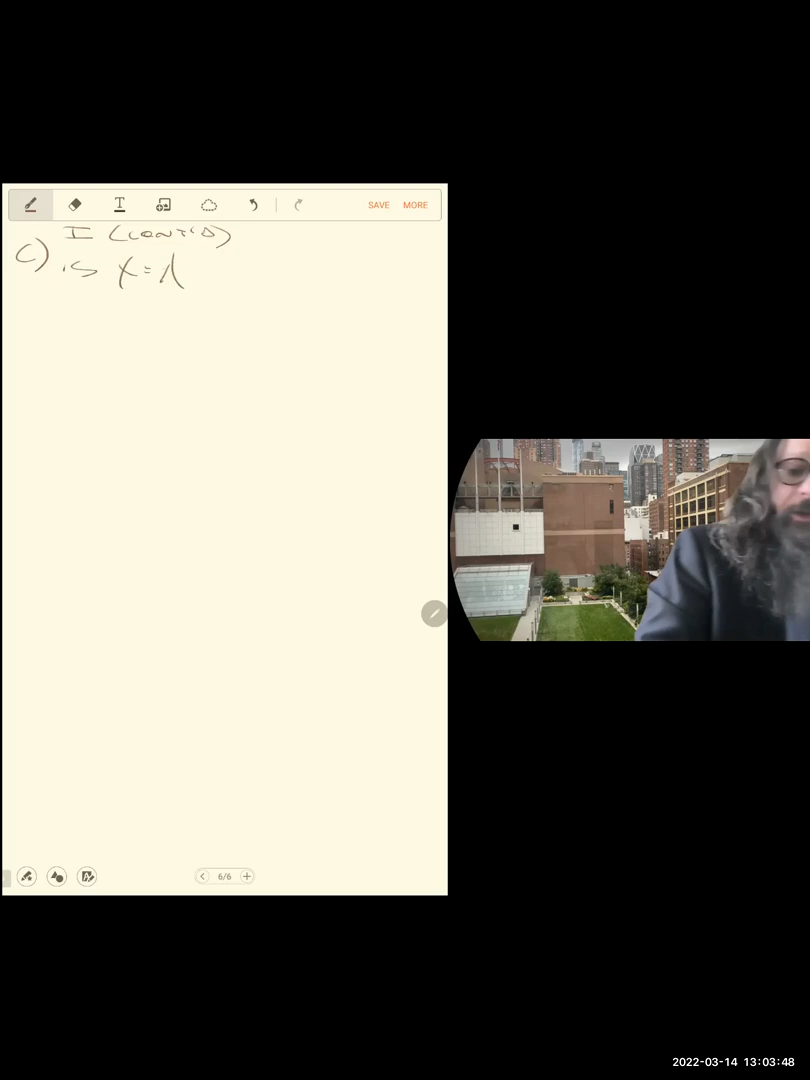 T
SAVE MORE
I (CONT'D)
C) is x = Λ
6/6
2022-03-14 13:03:48